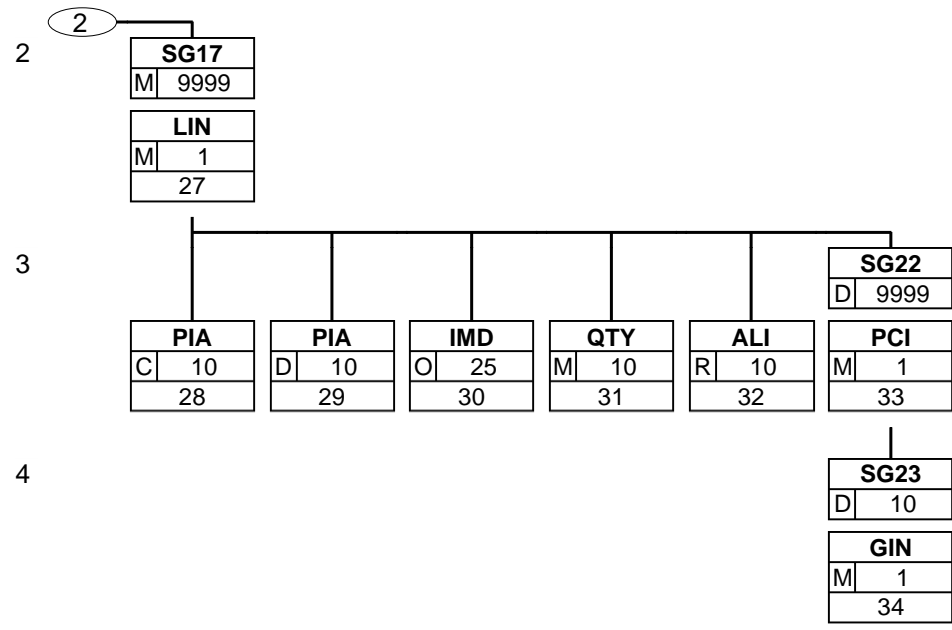 2
2
SG17
M 9999
LIN
M 1
27
3
SG22
D 9999
PIA PIA IMD QTY ALI PCI
C 10 D 10 O 25 M 10 R 10 M 1
28 29 30 31 32 33
4
SG23
D 10
GIN
M 1
34